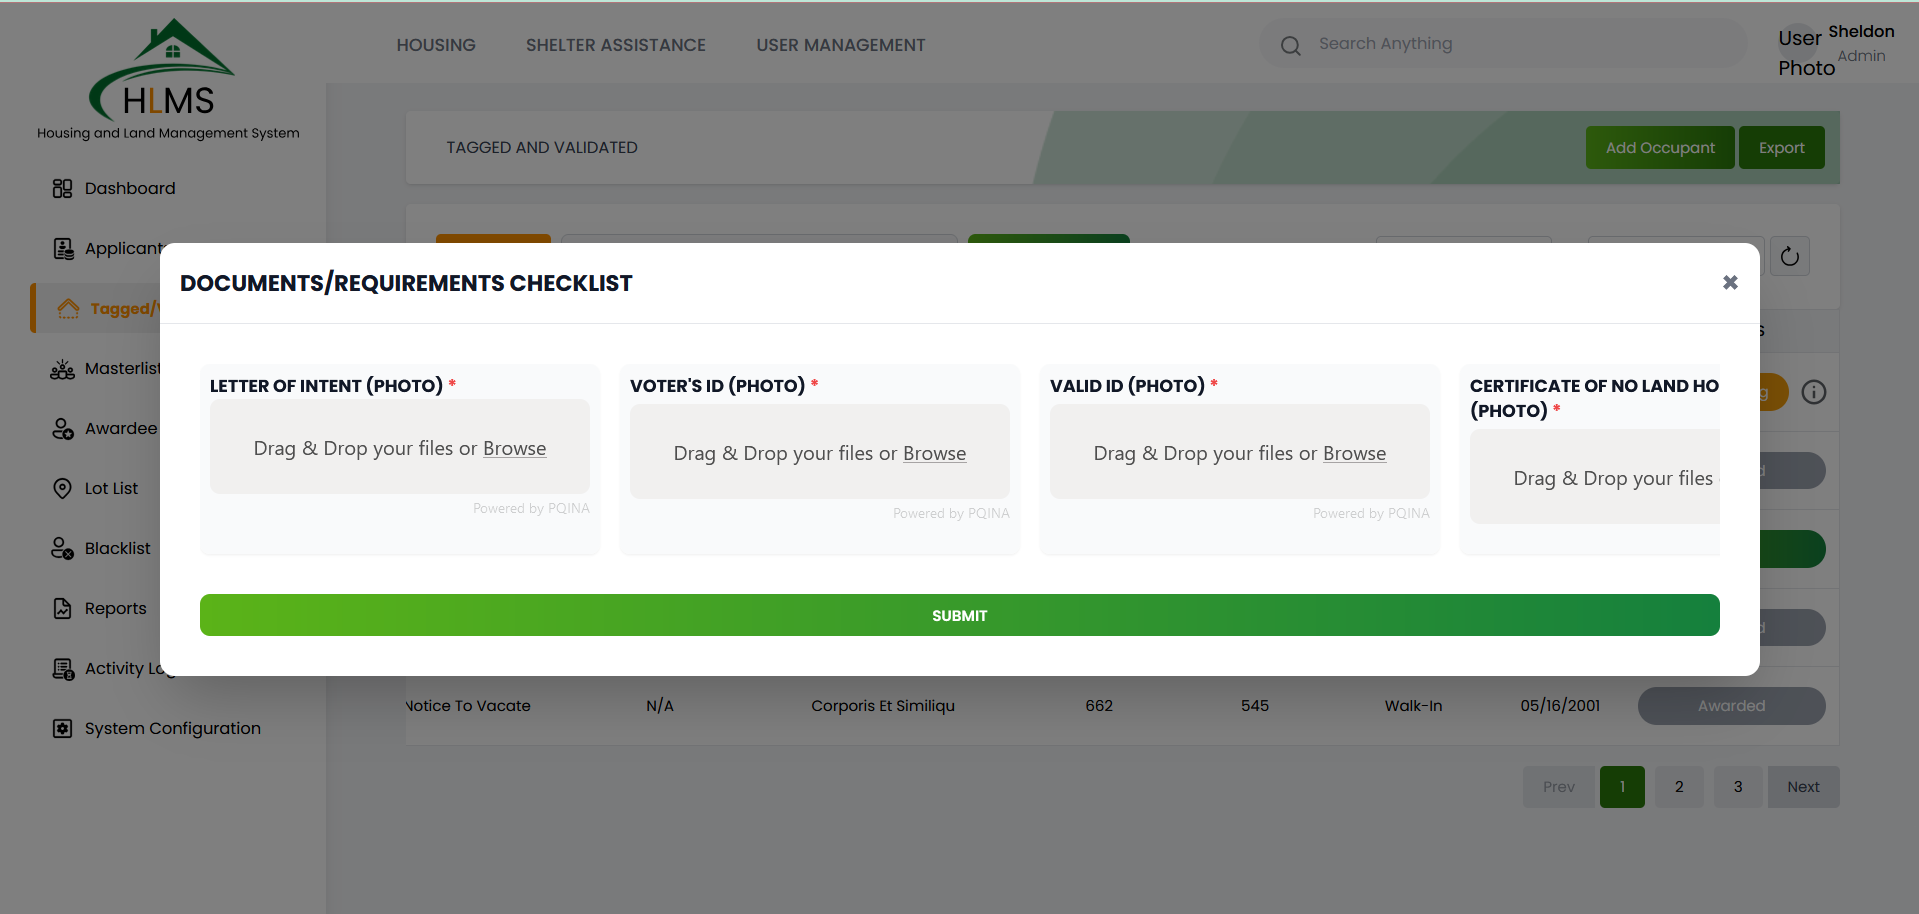 HLMS
Housing and Land Management System
HOUSING
SHELTER ASSISTANCE
USER MANAGEMENT
Search Anything
User Photo
Sheldon
Admin
Dashboard
Applicant
Tagged/
Masterlist
Awardee
Lot List
Blacklist
Reports
Activity Log
System Configuration
TAGGED AND VALIDATED
Add Occupant
Export
DOCUMENTS/REQUIREMENTS CHECKLIST
✖
LETTER OF INTENT (PHOTO) *
Drag & Drop your files or Browse
Powered by PQINA
VOTER'S ID (PHOTO) *
Drag & Drop your files or Browse
Powered by PQINA
VALID ID (PHOTO) *
Drag & Drop your files or Browse
Powered by PQINA
CERTIFICATE OF NO LAND HO
(PHOTO) *
Drag & Drop your files
SUBMIT
Notice To Vacate
N/A
Corporis Et Similiqu
662
545
Walk-In
05/16/2001
Awarded
Prev
1
2
3
Next